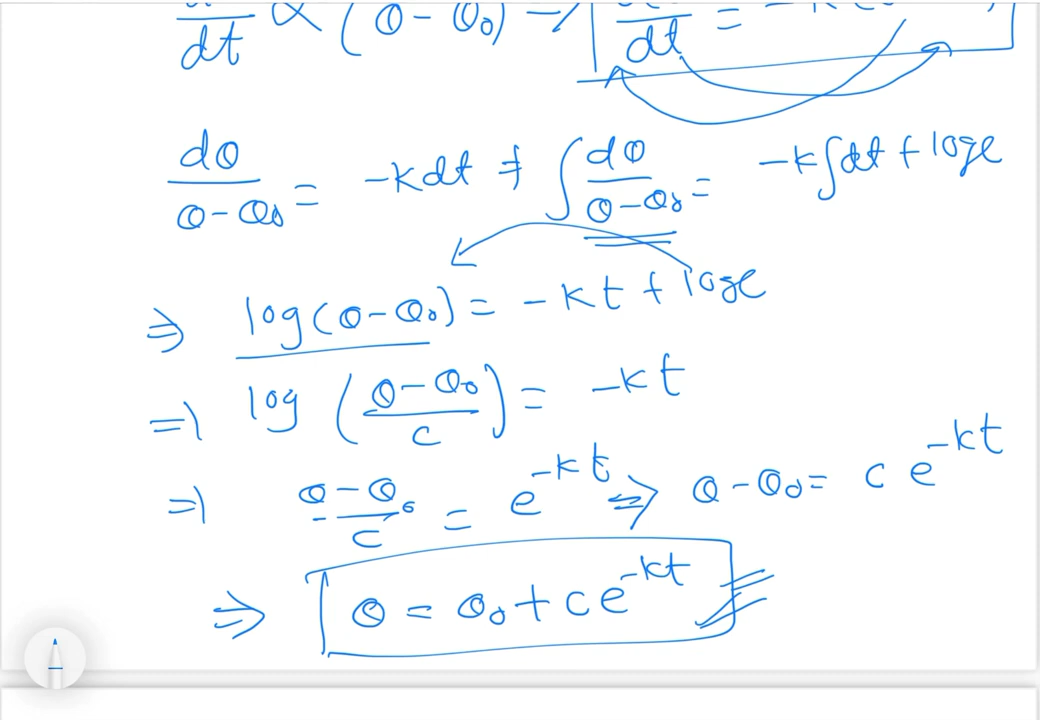 dθ/dt ∝ (θ - θ₀) ⇒ dθ/dt = -k
dθ/(θ - θ₀) = -k dt ⇒ ∫ dθ/(θ - θ₀) = -k∫dt + log c
⇒ log(θ - θ₀) = -kt + log c
⇒ log ((θ - θ₀)/c) = -kt
⇒ (θ - θ₀)/c = e^{-kt} ⇒ θ - θ₀ = c e^{-kt}
⇒ θ = θ₀ + c e^{-kt}